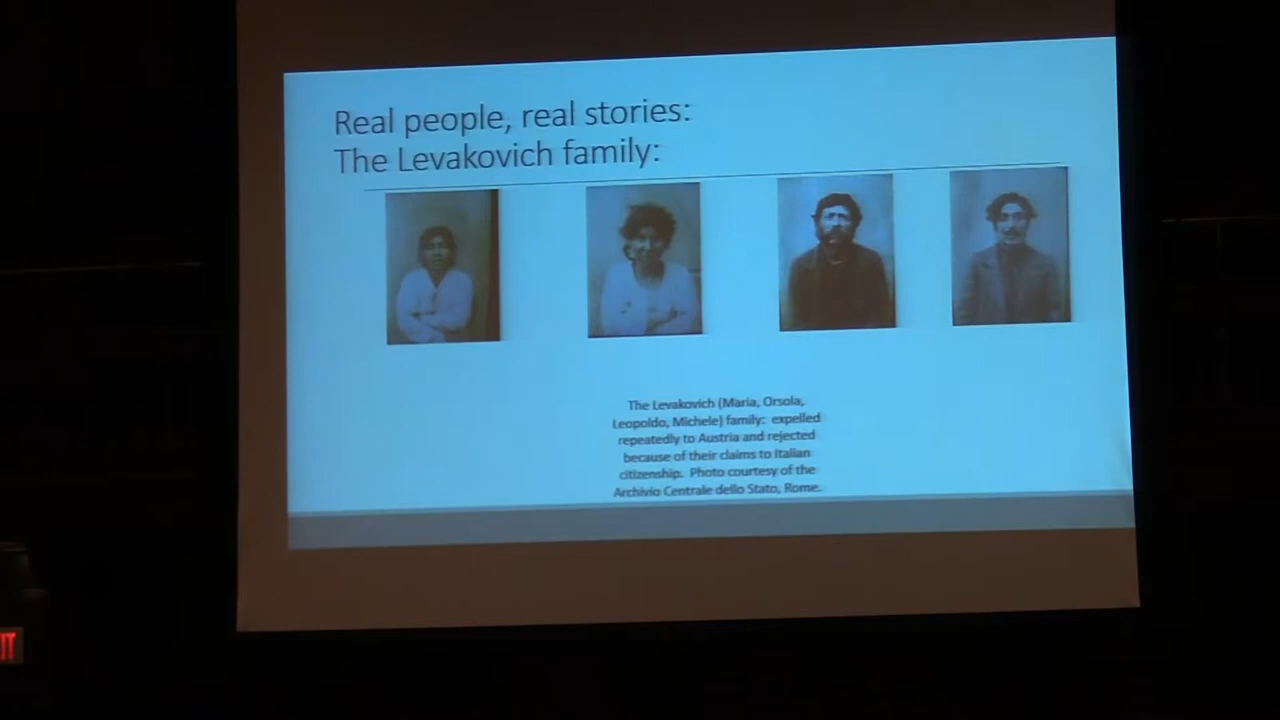 Real people, real stories:
The Levakovich family:
The Levakovich (Maria, Orsola,
Leopoldo, Michele) family: expelled
repeatedly to Austria and rejected
because of their claims to Italian
citizenship. Photo courtesy of the
Archivio Centrale dello Stato, Rome.
IT